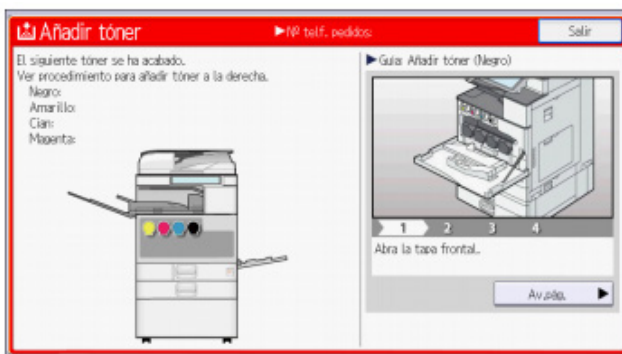 Añadir tóner
▶Nº telf. pedidos:
Salir
El siguiente tóner se ha acabado.
Ver procedimiento para añadir tóner a la derecha.
Negro:
Amarillo:
Cian:
Magenta:
▶Guía: Añadir tóner (Negro)
1 2 3 4
Abra la tapa frontal.
Av.pág. ▶